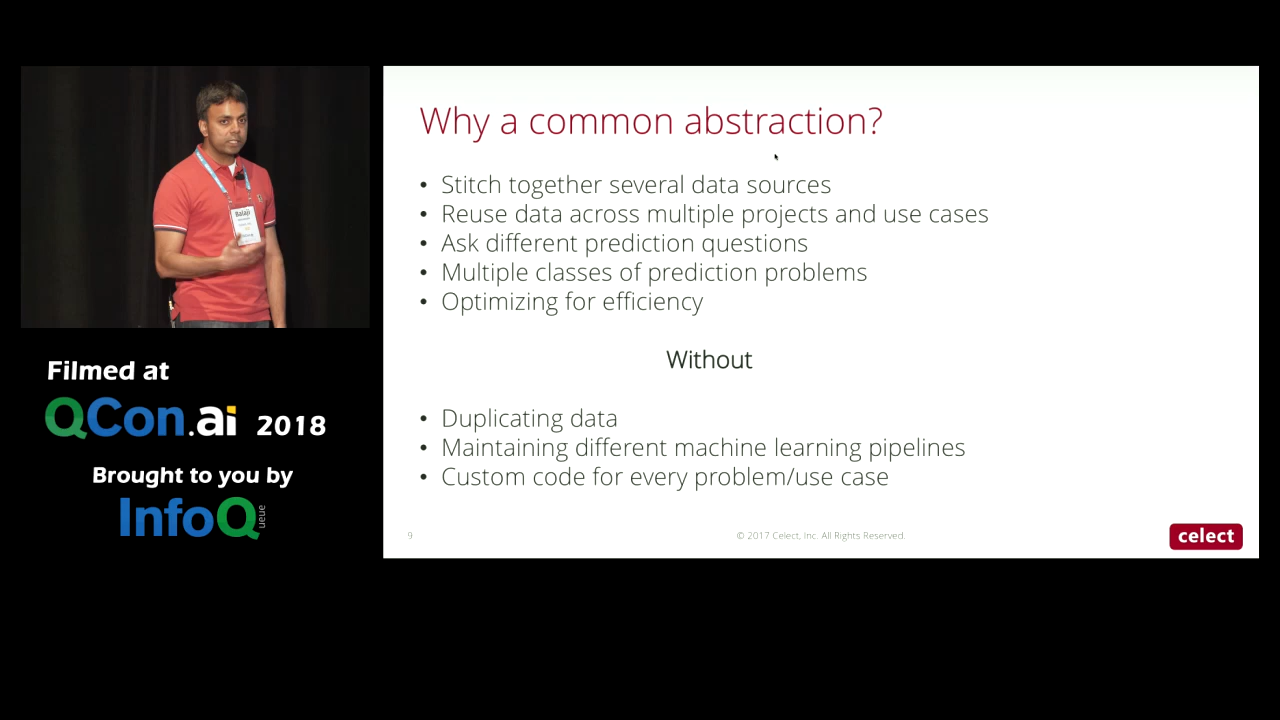 Balaji
Filmed at
QCon.ai 2018
Brought to you by
InfoQ
ueue
Why a common abstraction?
• Stitch together several data sources
• Reuse data across multiple projects and use cases
• Ask different prediction questions
• Multiple classes of prediction problems
• Optimizing for efficiency
Without
• Duplicating data
• Maintaining different machine learning pipelines
• Custom code for every problem/use case
9
© 2017 Celect, Inc. All Rights Reserved.
celect